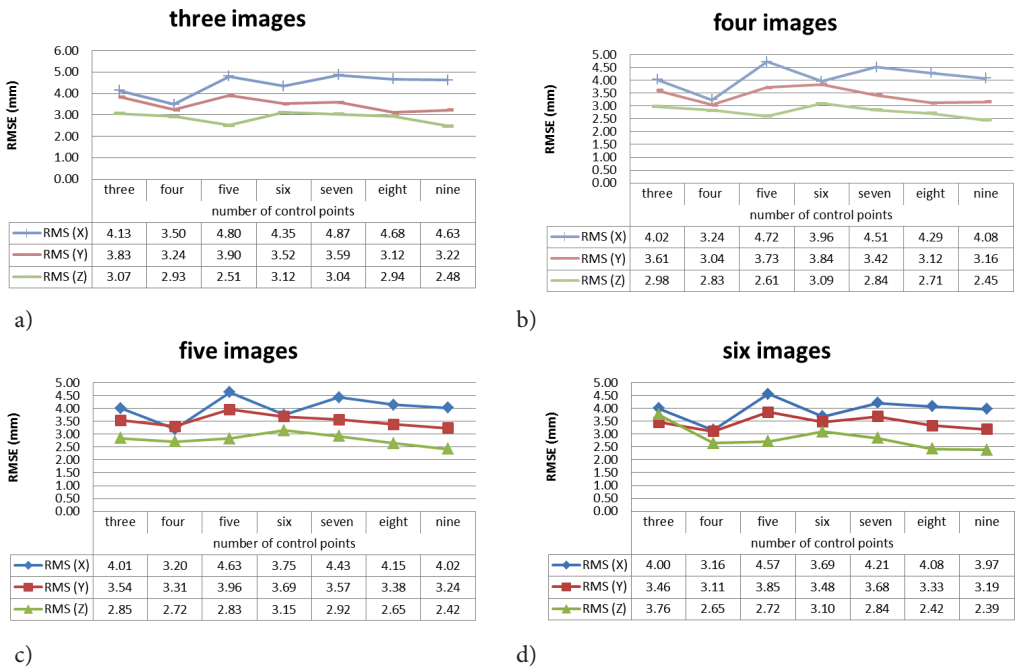 three images
RMSE (mm)
6.00
5.00
4.00
3.00
2.00
1.00
0.00
three four five six seven eight nine
number of control points
RMS (X) 4.13 3.50 4.80 4.35 4.87 4.68 4.63
RMS (Y) 3.83 3.24 3.90 3.52 3.59 3.12 3.22
RMS (Z) 3.07 2.93 2.51 3.12 3.04 2.94 2.48
a)
four images
RMSE (mm)
5.00
4.50
4.00
3.50
3.00
2.50
2.00
1.50
1.00
0.50
0.00
three four five six seven eight nine
number of control points
RMS (X) 4.02 3.24 4.72 3.96 4.51 4.29 4.08
RMS (Y) 3.61 3.04 3.73 3.84 3.42 3.12 3.16
RMS (Z) 2.98 2.83 2.61 3.09 2.84 2.71 2.45
b)
five images
RMSE (mm)
5.00
4.50
4.00
3.50
3.00
2.50
2.00
1.50
1.00
0.50
0.00
three four five six seven eight nine
number of control points
RMS (X) 4.01 3.20 4.63 3.75 4.43 4.15 4.02
RMS (Y) 3.54 3.31 3.96 3.69 3.57 3.38 3.24
RMS (Z) 2.85 2.72 2.83 3.15 2.92 2.65 2.42
c)
six images
RMSE (mm)
5.00
4.50
4.00
3.50
3.00
2.50
2.00
1.50
1.00
0.50
0.00
three four five six seven eight nine
number of control points
RMS (X) 4.00 3.16 4.57 3.69 4.21 4.08 3.97
RMS (Y) 3.46 3.11 3.85 3.48 3.68 3.33 3.19
RMS (Z) 3.76 2.65 2.72 3.10 2.84 2.42 2.39
d)